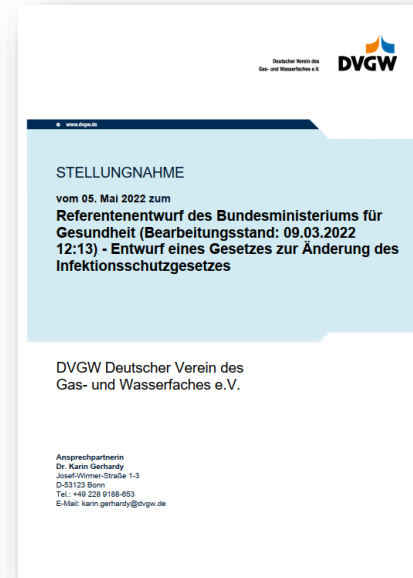 Deutscher Verein des
Gas- und Wasserfaches e.V.
DVGW
www.dvgw.de
STELLUNGNAHME
vom 05. Mai 2022 zum
Referentenentwurf des Bundesministeriums für
Gesundheit (Bearbeitungsstand: 09.03.2022
12:13) - Entwurf eines Gesetzes zur Änderung des
Infektionsschutzgesetzes
DVGW Deutscher Verein des
Gas- und Wasserfaches e.V.
Ansprechpartnerin
Dr. Karin Gerhardy
Josef-Wirmer-Straße 1-3
D-53123 Bonn
Tel.: +49 228 9188-653
E-Mail: karin.gerhardy@dvgw.de